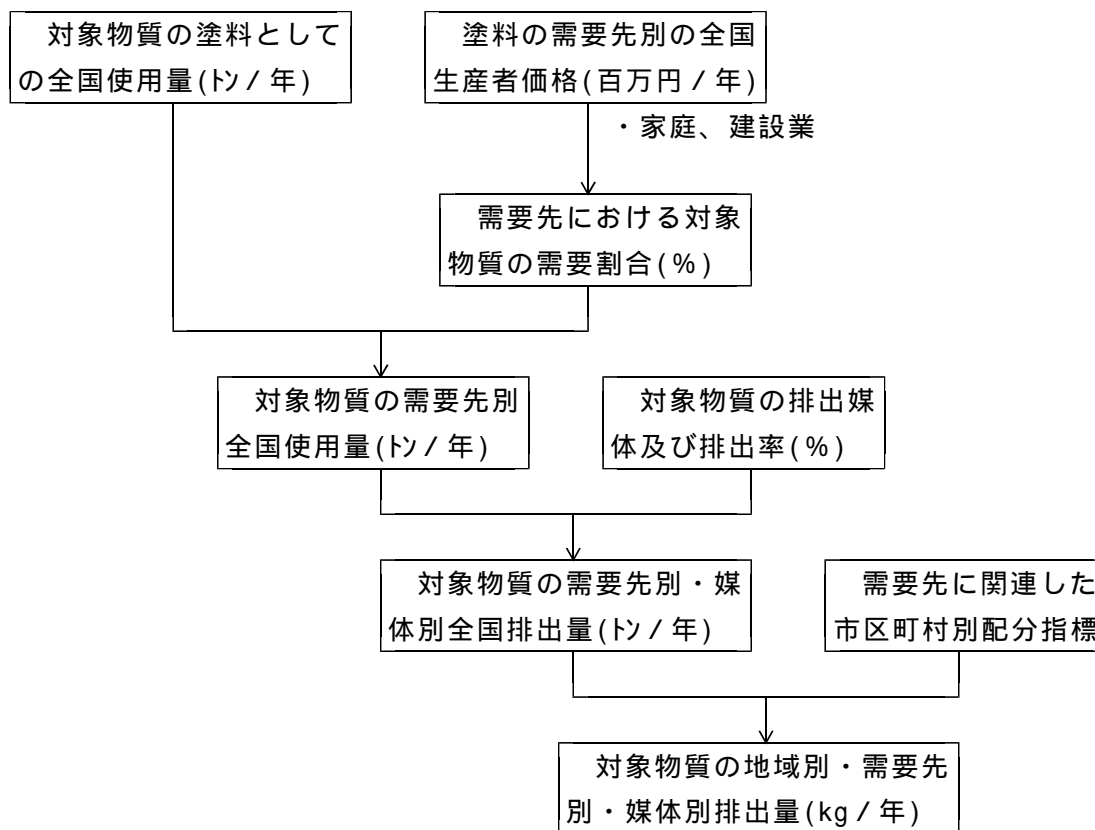 対象物質の塗料として
の全国使用量(トン/年)
塗料の需要先別の全国
生産者価格(百万円/年)
・家庭、建設業
需要先における対象
物質の需要割合(%)
対象物質の需要先別
全国使用量(トン/年)
対象物質の排出媒
体及び排出率(%)
対象物質の需要先別・媒
体別全国排出量(トン/年)
需要先に関連した
市区町村別配分指標
対象物質の地域別・需要先
別・媒体別排出量(kg/年)